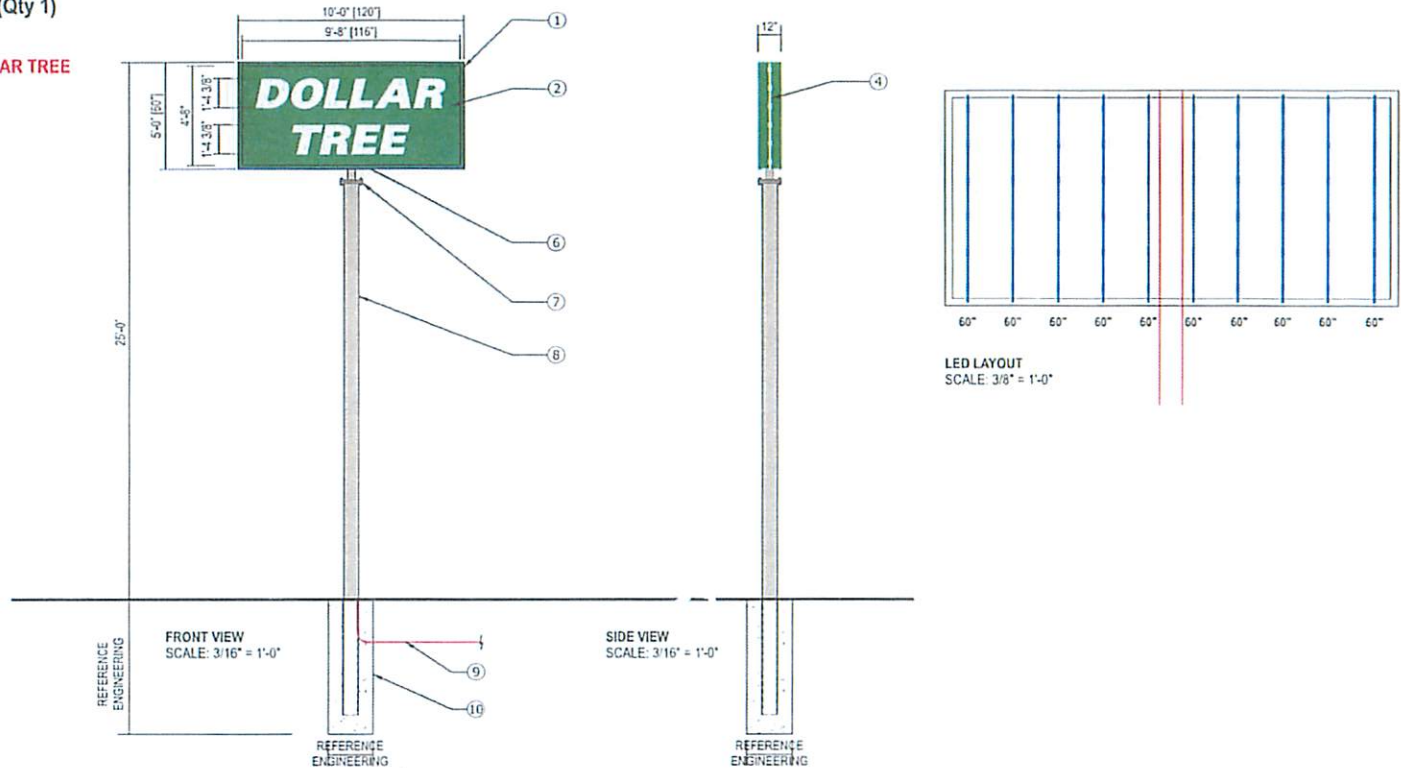 (Qty 1)
AR TREE
10'-0" [120"]
9'-8" [116"]
5'-0" [60"]
4'-8"
1'-4 3/8"
1'-4 3/8"
DOLLAR
TREE
1
2
6
7
8
25'-0"
REFERENCE
ENGINEERING
FRONT VIEW
SCALE: 3/16" = 1'-0"
9
10
REFERENCE
ENGINEERING
12"
4
SIDE VIEW
SCALE: 3/16" = 1'-0"
REFERENCE
ENGINEERING
60" 60" 60" 60" 60" 60" 60" 60" 60" 60"
LED LAYOUT
SCALE: 3/8" = 1'-0"